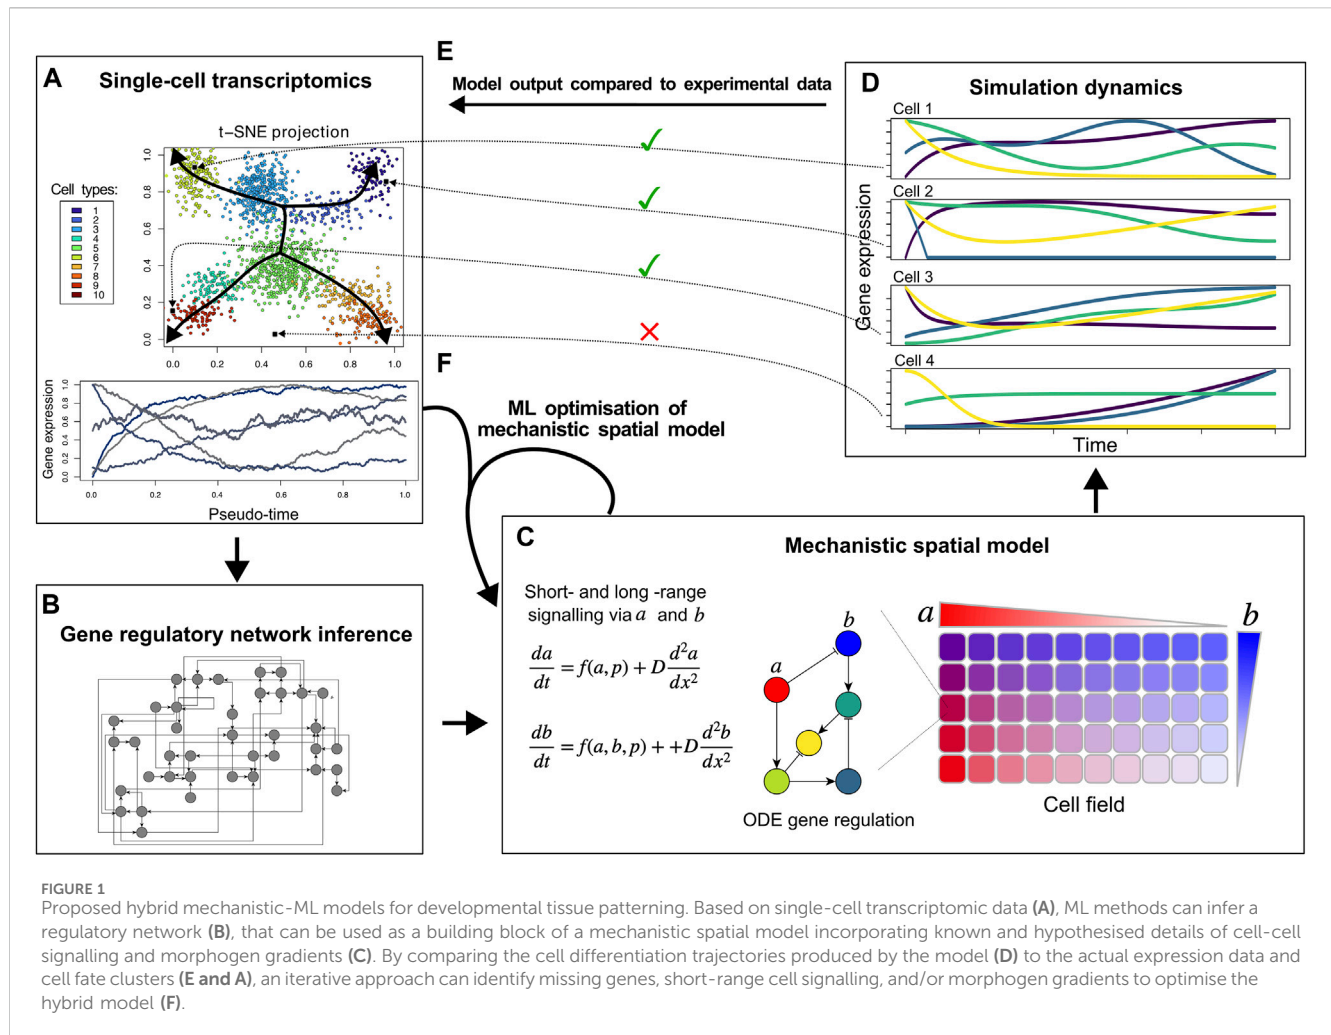 A
Single-cell transcriptomics
t-SNE projection
Cell types:
1
2
3
4
5
6
7
8
9
10
1.0
0.8
0.6
0.4
0.2
0.0
0.0 0.2 0.4 0.6 0.8 1.0
Gene expression
1.0
0.8
0.6
0.4
0.2
0.0
0.0 0.2 0.4 0.6 0.8 1.0
Pseudo-time
E
Model output compared to experimental data
D
Simulation dynamics
Cell 1
Cell 2
Cell 3
Cell 4
Gene expression
Time
F
ML optimisation of
mechanistic spatial model
B
Gene regulatory network inference
C
Mechanistic spatial model
Short- and long -range
signalling via a and b
da/dt = f(a, p) + D d²a/dx²
db/dt = f(a, b, p) + +D d²b/dx²
a
b
ODE gene regulation
a
b
Cell field
FIGURE 1
Proposed hybrid mechanistic-ML models for developmental tissue patterning. Based on single-cell transcriptomic data (A), ML methods can infer a
regulatory network (B), that can be used as a building block of a mechanistic spatial model incorporating known and hypothesised details of cell-cell
signalling and morphogen gradients (C). By comparing the cell differentiation trajectories produced by the model (D) to the actual expression data and
cell fate clusters (E and A), an iterative approach can identify missing genes, short-range cell signalling, and/or morphogen gradients to optimise the
hybrid model (F).